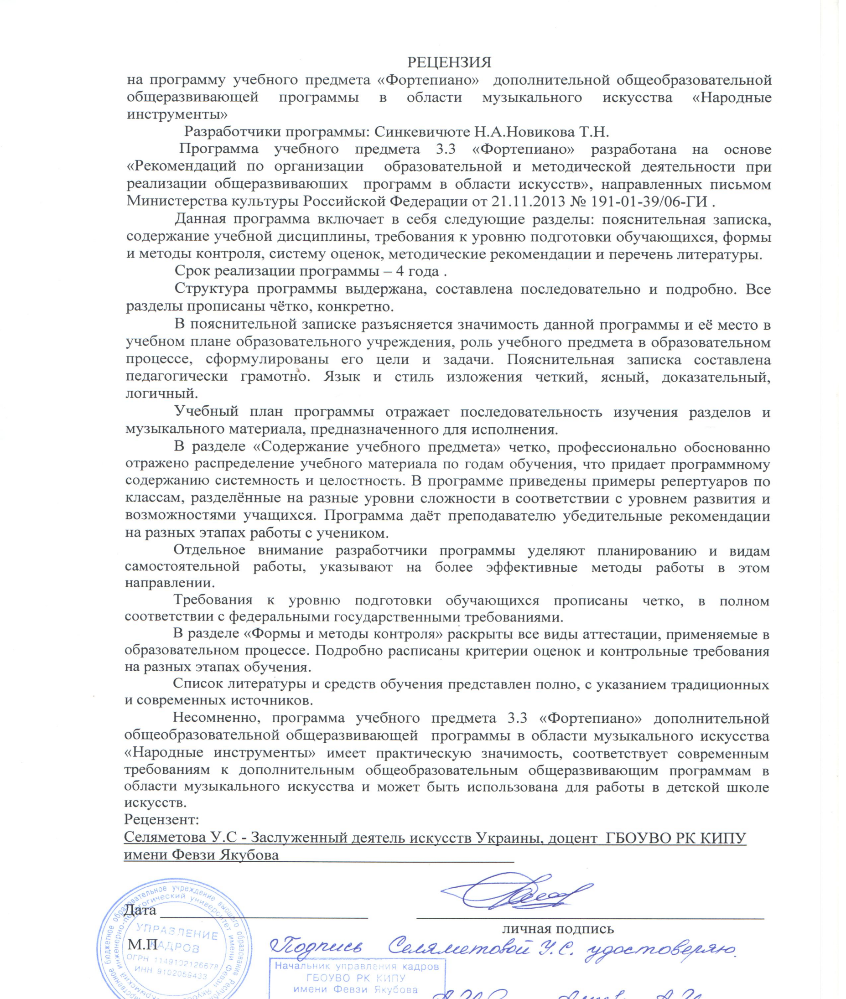 РЕЦЕНЗИЯ
на программу учебного предмета «Фортепиано» дополнительной общеобразовательной
общеразвивающей программы в области музыкального искусства «Народные
инструменты»
Разработчики программы: Синкевичюте Н.А.Новикова Т.Н.
Программа учебного предмета 3.3 «Фортепиано» разработана на основе
«Рекомендаций по организации образовательной и методической деятельности при
реализации общеразвиваюших программ в области искусств», направленных письмом
Министерства культуры Российской Федерации от 21.11.2013 № 191-01-39/06-ГИ .
Данная программа включает в себя следующие разделы: пояснительная записка,
содержание учебной дисциплины, требования к уровню подготовки обучающихся, формы
и методы контроля, систему оценок, методические рекомендации и перечень литературы.
Срок реализации программы – 4 года .
Структура программы выдержана, составлена последовательно и подробно. Все
разделы прописаны чётко, конкретно.
В пояснительной записке разъясняется значимость данной программы и её место в
учебном плане образовательного учреждения, роль учебного предмета в образовательном
процессе, сформулированы его цели и задачи. Пояснительная записка составлена
педагогически грамотно. Язык и стиль изложения четкий, ясный, доказательный,
логичный.
Учебный план программы отражает последовательность изучения разделов и
музыкального материала, предназначенного для исполнения.
В разделе «Содержание учебного предмета» четко, профессионально обоснованно
отражено распределение учебного материала по годам обучения, что придает программному
содержанию системность и целостность. В программе приведены примеры репертуаров по
классам, разделённые на разные уровни сложности в соответствии с уровнем развития и
возможностями учащихся. Программа даёт преподавателю убедительные рекомендации
на разных этапах работы с учеником.
Отдельное внимание разработчики программы уделяют планированию и видам
самостоятельной работы, указывают на более эффективные методы работы в этом
направлении.
Требования к уровню подготовки обучающихся прописаны четко, в полном
соответствии с федеральными государственными требованиями.
В разделе «Формы и методы контроля» раскрыты все виды аттестации, применяемые в
образовательном процессе. Подробно расписаны критерии оценок и контрольные требования
на разных этапах обучения.
Список литературы и средств обучения представлен полно, с указанием традиционных
и современных источников.
Несомненно, программа учебного предмета 3.3 «Фортепиано» дополнительной
общеобразовательной общеразвивающей программы в области музыкального искусства
«Народные инструменты» имеет практическую значимость, соответствует современным
требованиям к дополнительным общеобразовательным общеразвивающим программам в
области музыкального искусства и может быть использована для работы в детской школе
искусств.
Рецензент:
Селяметова У.С - Заслуженный деятель искусств Украины, доцент ГБОУВО РК КИПУ
имени Февзи Якубова
Дата
личная подпись
М.П
Подпись Селяметовой У.С. удостоверяю.
бюджетное образовательное учреждение высшего образования
инженерно-педагогический университет имени Февзи
УПРАВЛЕНИЕ
КАДРОВ
ОГРН 1149102125678
ИНН 9102059433
Начальник управления кадров
ГБОУВО РК КИПУ
имени Февзи Якубова